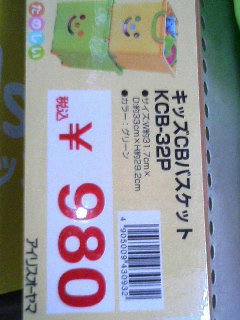 たのしい
キッズCBバスケット
KCB-32P
●サイズ:W約31.7cm×
D約33cm×H約29.2cm
●カラー:グリーン
税込
¥980
4 905009 430932
アイリスオーヤマ